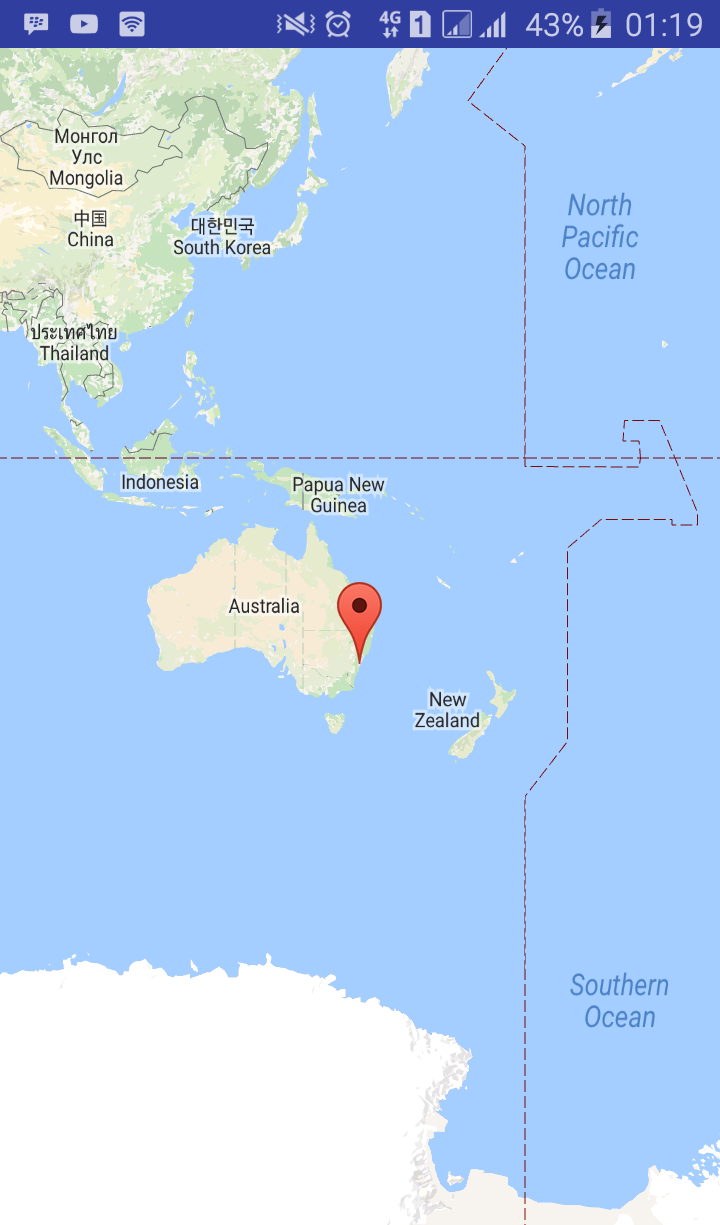 4G 1 43% 01:19
Монгол
Улс
Mongolia
中国
China
대한민국
South Korea
North
Pacific
Ocean
ประเทศไทย
Thailand
Indonesia
Papua New
Guinea
Australia
New
Zealand
Southern
Ocean